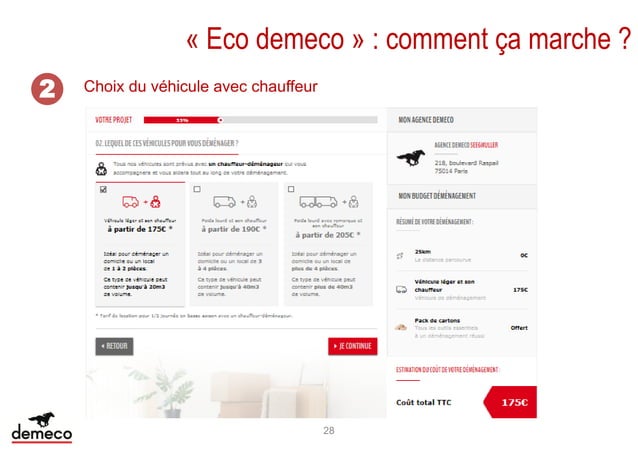 « Eco demeco » : comment ça marche ?
2 Choix du véhicule avec chauffeur
VOTRE PROJET 33%
02. LEQUEL DE CES VÉHICULES POUR VOUS DÉMÉNAGER ?
Tous nos véhicules sont prévus avec un chauffeur-déménageur qui vous
accompagnera et vous aidera tout au long de votre déménagement.
Véhicule léger et son chauffeur
à partir de 175€ *
Idéal pour déménager un
domicile ou un local
de 1 à 2 pièces.
Ce type de véhicule peut
contenir jusqu'à 20m3
de volume.
Poids lourd et son chauffeur
à partir de 190€ *
Idéal pour déménager un
domicile ou un local de 3
à 4 pièces.
Ce type de véhicule peut
contenir jusqu'à 40m3
de volume.
Poids lourd avec remorque et
son chauffeur
à partir de 205€ *
Idéal pour déménager un
domicile ou un local de
plus de 4 pièces.
Ce type de véhicule peut
contenir plus de 40m3
de volume.
* Tarif de location pour 1/2 journée en basse saison avec un chauffeur-déménageur.
RETOUR
JE CONTINUE
MON AGENCE DEMECO
AGENCE DEMECO SEEGMULLER
218, boulevard Raspail
75014 Paris
MON BUDGET DÉMÉNAGEMENT
RÉSUMÉ DE VOTRE DÉMÉNAGEMENT :
25km
La distance parcourue
0€
Véhicule léger et son
chauffeur
Véhicule de déménagement
175€
Pack de cartons
Tous les outils essentiels
à un déménagement réussi
Offert
ESTIMATION DU COÛT DE VOTRE DÉMÉNAGEMENT :
Coût total TTC 175€
demeco
28